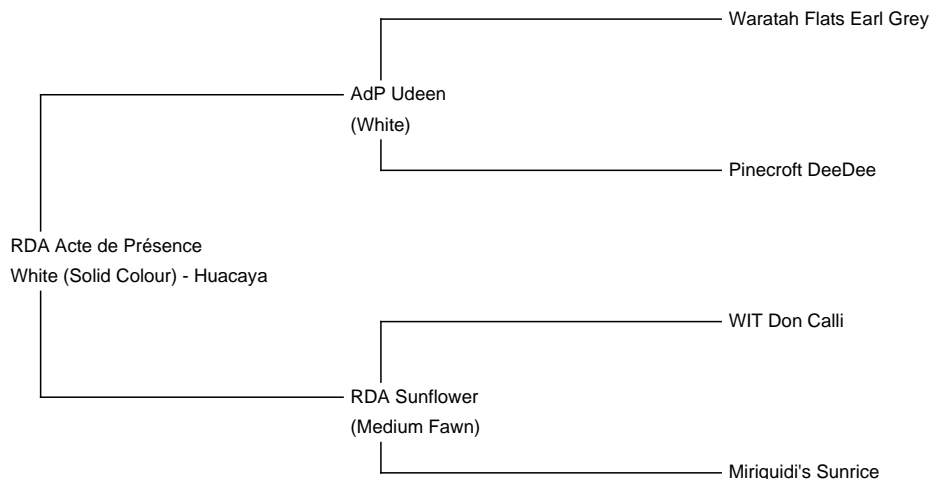 Waratah Flats Earl Grey
AdP Udeen
(White)
Pinecroft DeeDee
RDA Acte de Présence
White (Solid Colour) - Huacaya
WIT Don Calli
RDA Sunflower
(Medium Fawn)
Miriquidi's Sunrice